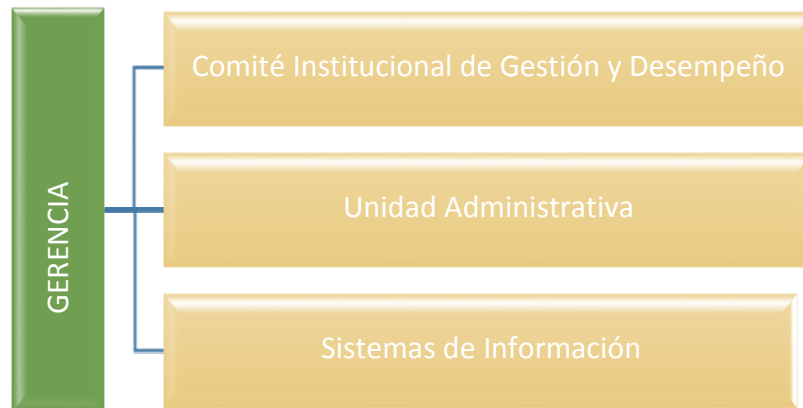 GERENCIA
Comité Institucional de Gestión y Desempeño
Unidad Administrativa
Sistemas de Información